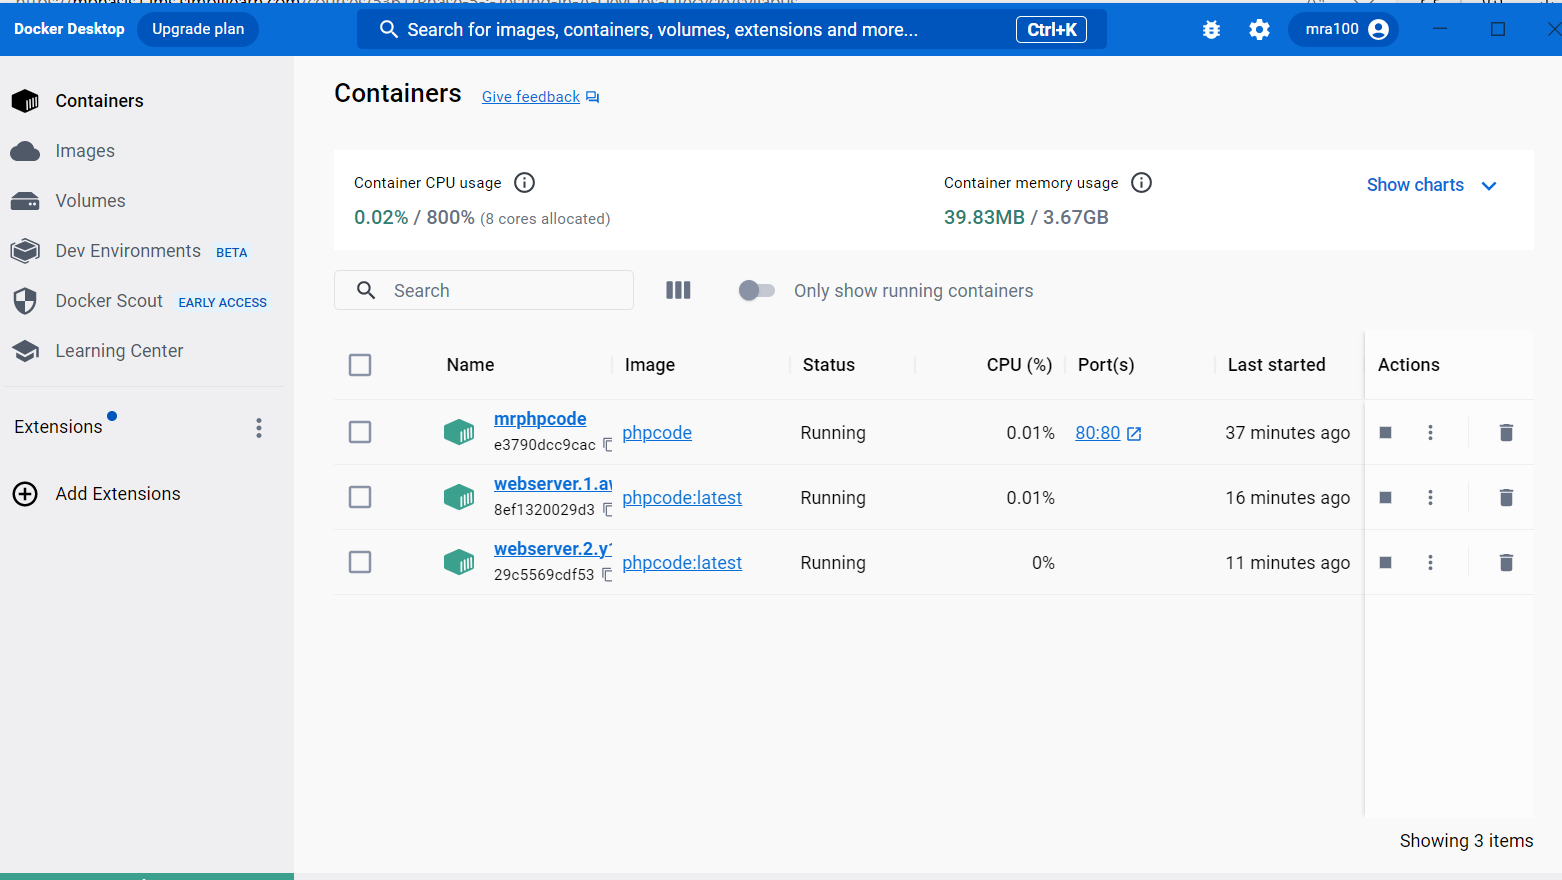 Docker Desktop Upgrade plan Search for images, containers, volumes, extensions and more... Ctrl+K mra100
Containers
Images
Volumes
Dev Environments BETA
Docker Scout EARLY ACCESS
Learning Center
Extensions
Add Extensions
Containers Give feedback
Container CPU usage
0.02% / 800% (8 cores allocated)
Container memory usage
39.83MB / 3.67GB
Show charts
Search Only show running containers
Name Image Status CPU (%) Port(s) Last started Actions
mrphpcode
e3790dcc9cac
phpcode Running 0.01% 80:80 37 minutes ago
webserver.1.a
8ef1320029d3
phpcode:latest Running 0.01% 16 minutes ago
webserver.2.y
29c5569cdf53
phpcode:latest Running 0% 11 minutes ago
Showing 3 items